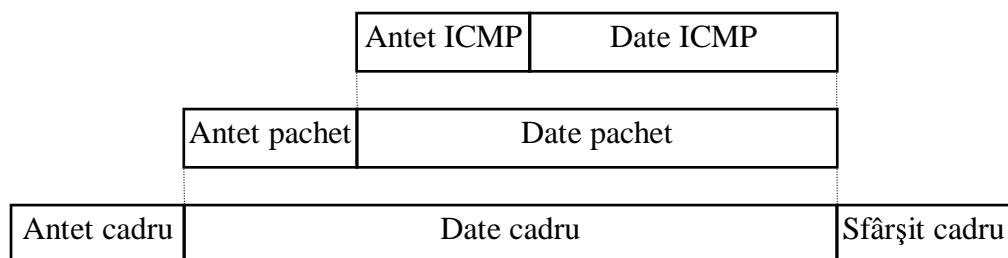 Antet ICMP Date ICMP
Antet pachet Date pachet
Antet cadru Date cadru Sfârşit cadru